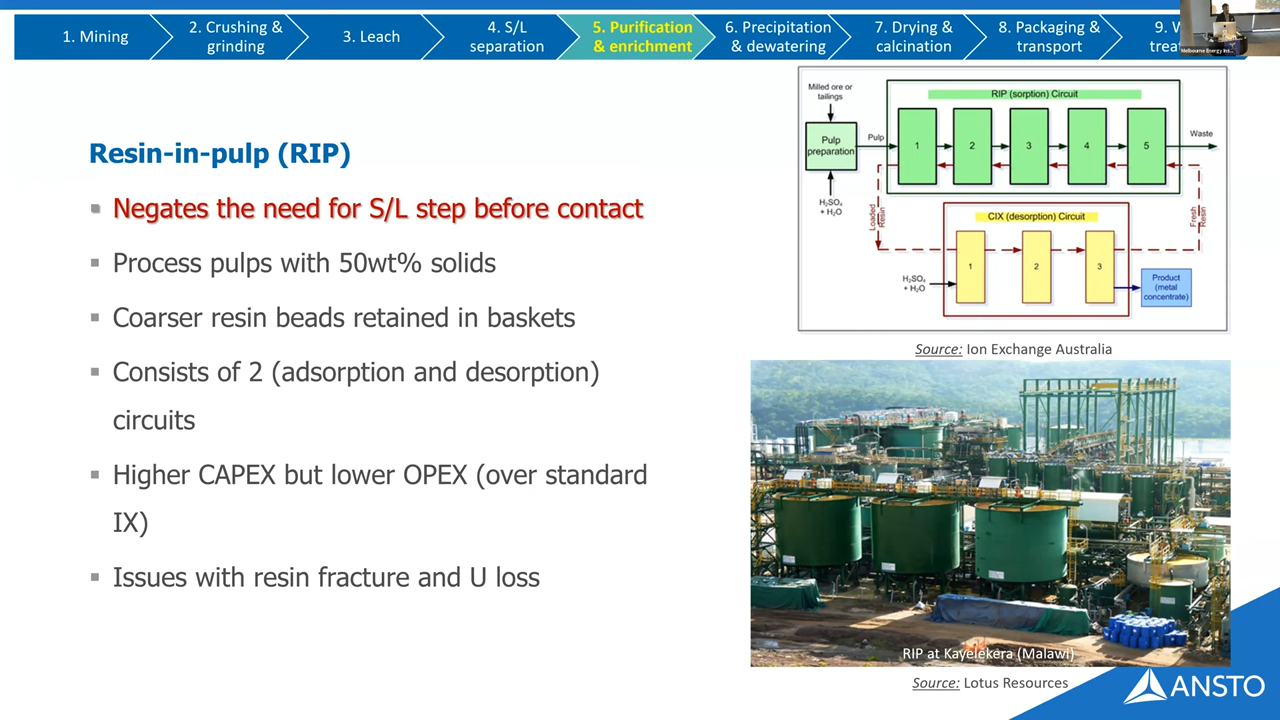 1. Mining
2. Crushing &
grinding
3. Leach
4. S/L
separation
5. Purification
& enrichment
6. Precipitation
& dewatering
7. Drying &
calcination
8. Packaging &
transport
9. W
trea
Melbourne Energy Ins...
Resin-in-pulp (RIP)
▪ Negates the need for S/L step before contact
▪ Process pulps with 50wt% solids
▪ Coarser resin beads retained in baskets
▪ Consists of 2 (adsorption and desorption)
circuits
▪ Higher CAPEX but lower OPEX (over standard
IX)
▪ Issues with resin fracture and U loss
Milled ore or
tailings
RIP (sorption) Circuit
Pulp
preparation
Pulp
1
2
3
4
5
Waste
H₂SO₄
+ H₂O
Loaded
Resin
Fresh
Resin
CIX (desorption) Circuit
1
2
3
H₂SO₄
+ H₂O
Product
(metal
concentrate)
Source: Ion Exchange Australia
RIP at Kayelekera (Malawi)
Source: Lotus Resources
ANSTO